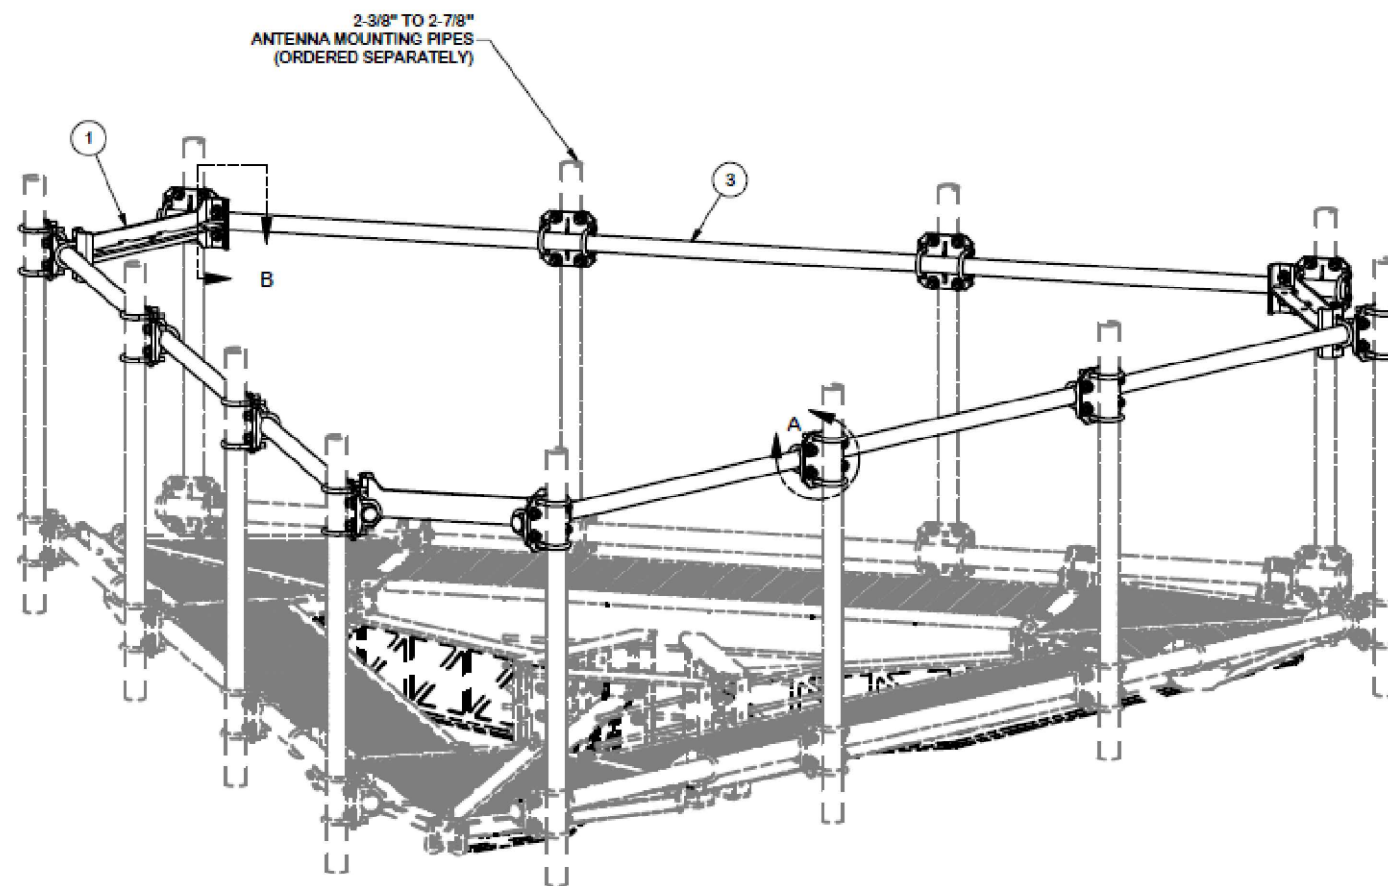 2-3/8" TO 2-7/8"
ANTENNA MOUNTING PIPES
(ORDERED SEPARATELY)
1
3
B
A